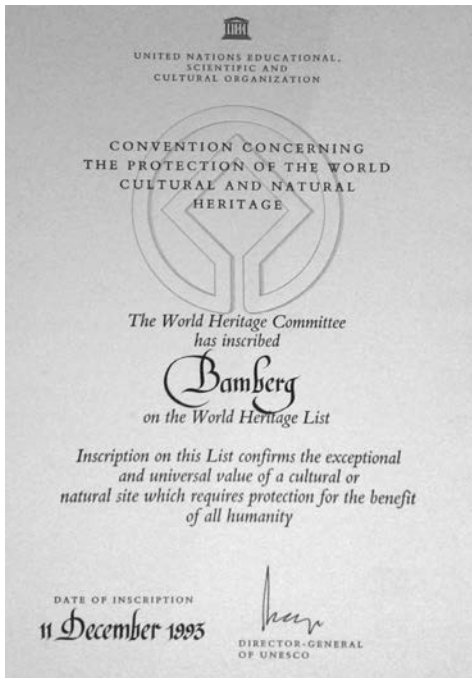 UNITED NATIONS EDUCATIONAL,
SCIENTIFIC AND
CULTURAL ORGANIZATION
CONVENTION CONCERNING
THE PROTECTION OF THE WORLD
CULTURAL AND NATURAL
HERITAGE
The World Heritage Committee
has inscribed
Bamberg
on the World Heritage List
Inscription on this List confirms the exceptional
and universal value of a cultural or
natural site which requires protection for the benefit
of all humanity
DATE OF INSCRIPTION
11 December 1993
DIRECTOR-GENERAL
OF UNESCO